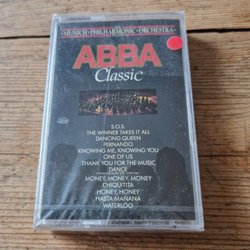 •MUNICH•PHILHARMONIC•ORCHESTRA•
ABBA
Classic
S.O.S.
THE WINNER TAKES IT ALL
DANCING QUEEN
FERNANDO
KNOWING ME, KNOWING YOU
ONE OF US
THANK YOU FOR THE MUSIC
DANCE
MONEY, MONEY, MONEY
CHIQUITITA
HONEY, HONEY
HASTA MAÑANA
WATERLOO